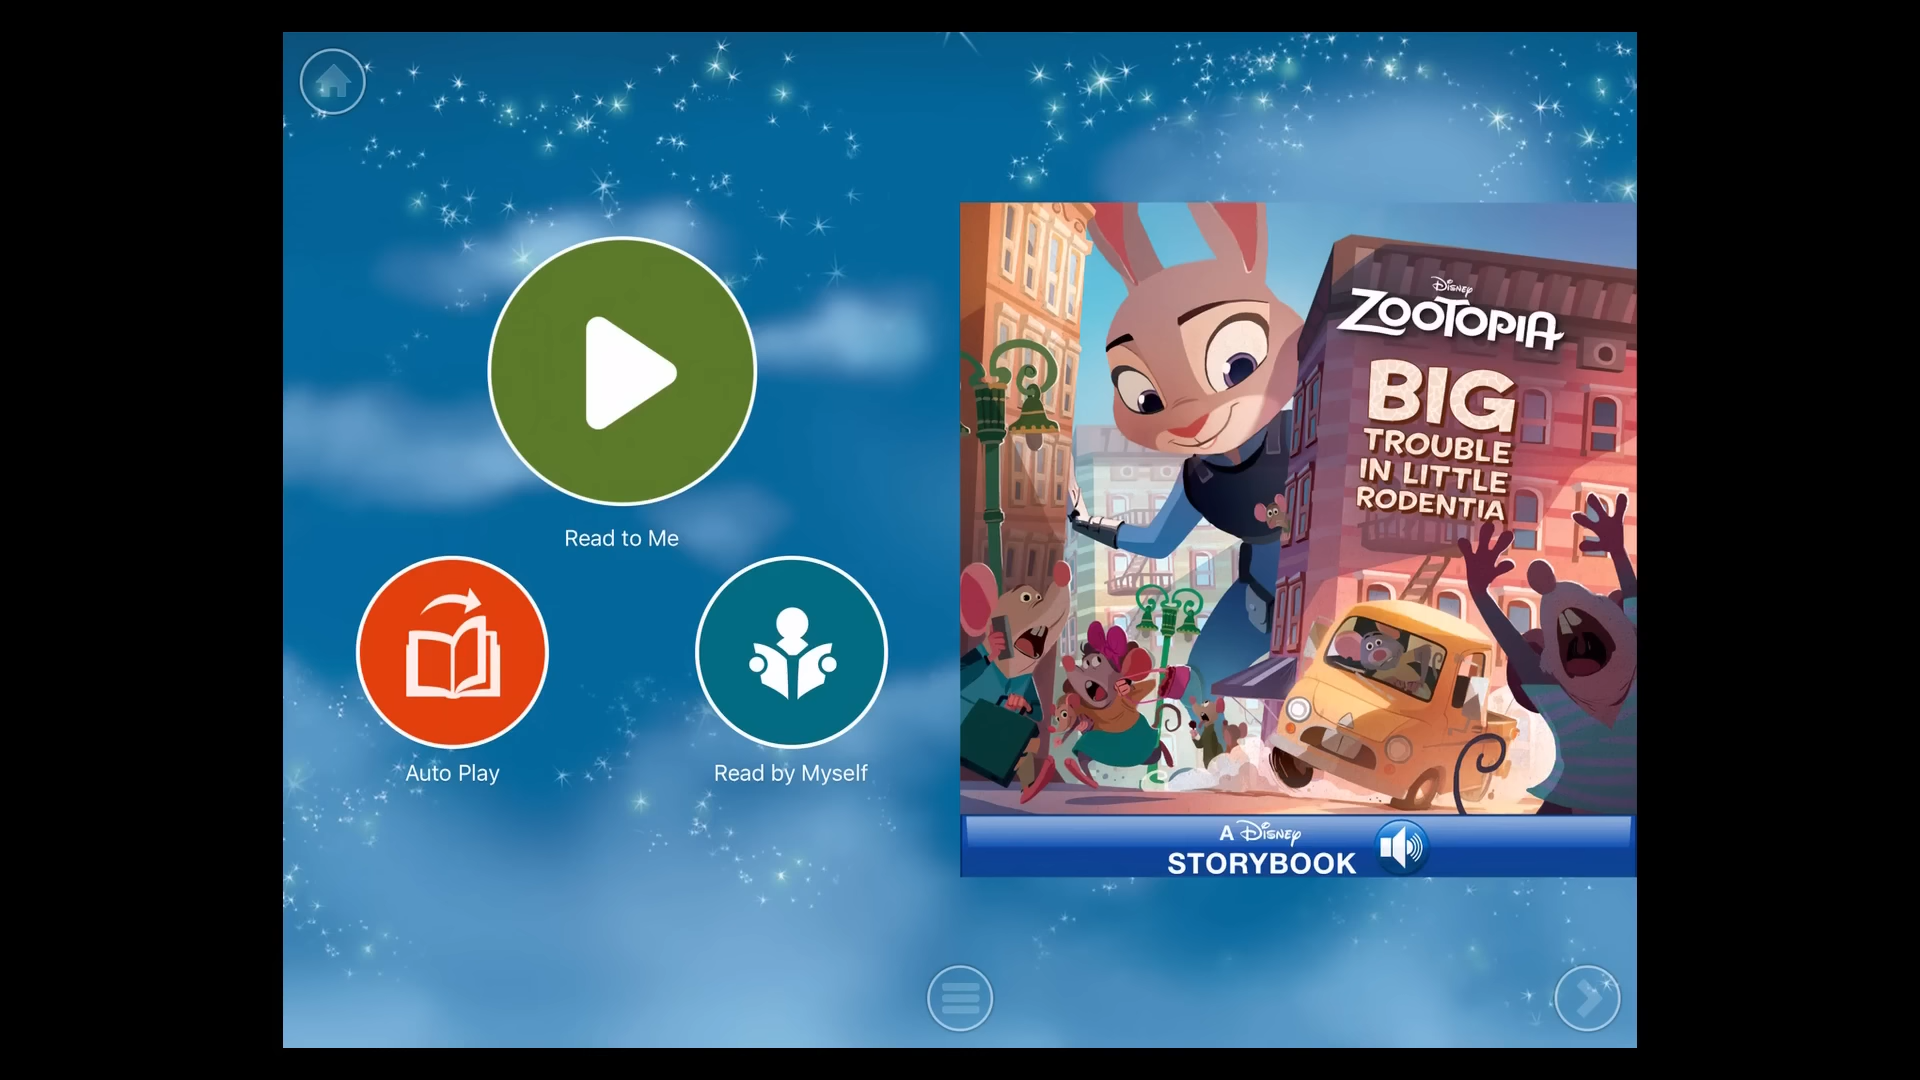 Read to Me
Auto Play
Read by Myself
Disney
ZOOTOPIA
BIG
TROUBLE
IN LITTLE
RODENTIA
A Disney
STORYBOOK